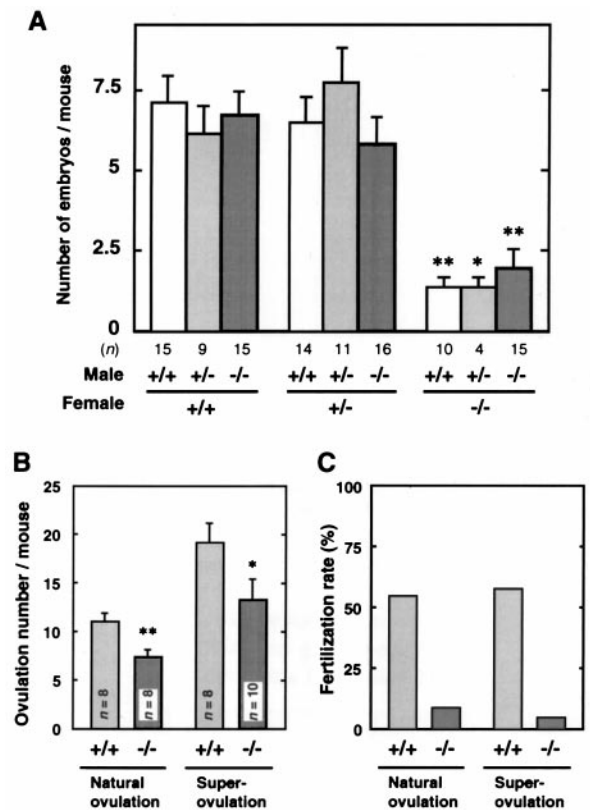 A
Number of embryos / mouse
7.5
5
2.5
0
** * **
(n) 15 9 15 14 11 16 10 4 15
Male +/+ +/- -/- +/+ +/- -/- +/+ +/- -/-
Female +/+ +/- -/-
B
Ovulation number / mouse
25
20
15
10
5
0
**
*
n = 8 n = 8 n = 8 n = 10
+/+ -/- +/+ -/-
Natural Super-
ovulation ovulation
C
Fertilization rate (%)
100
75
50
25
0
+/+ -/- +/+ -/-
Natural Super-
ovulation ovulation